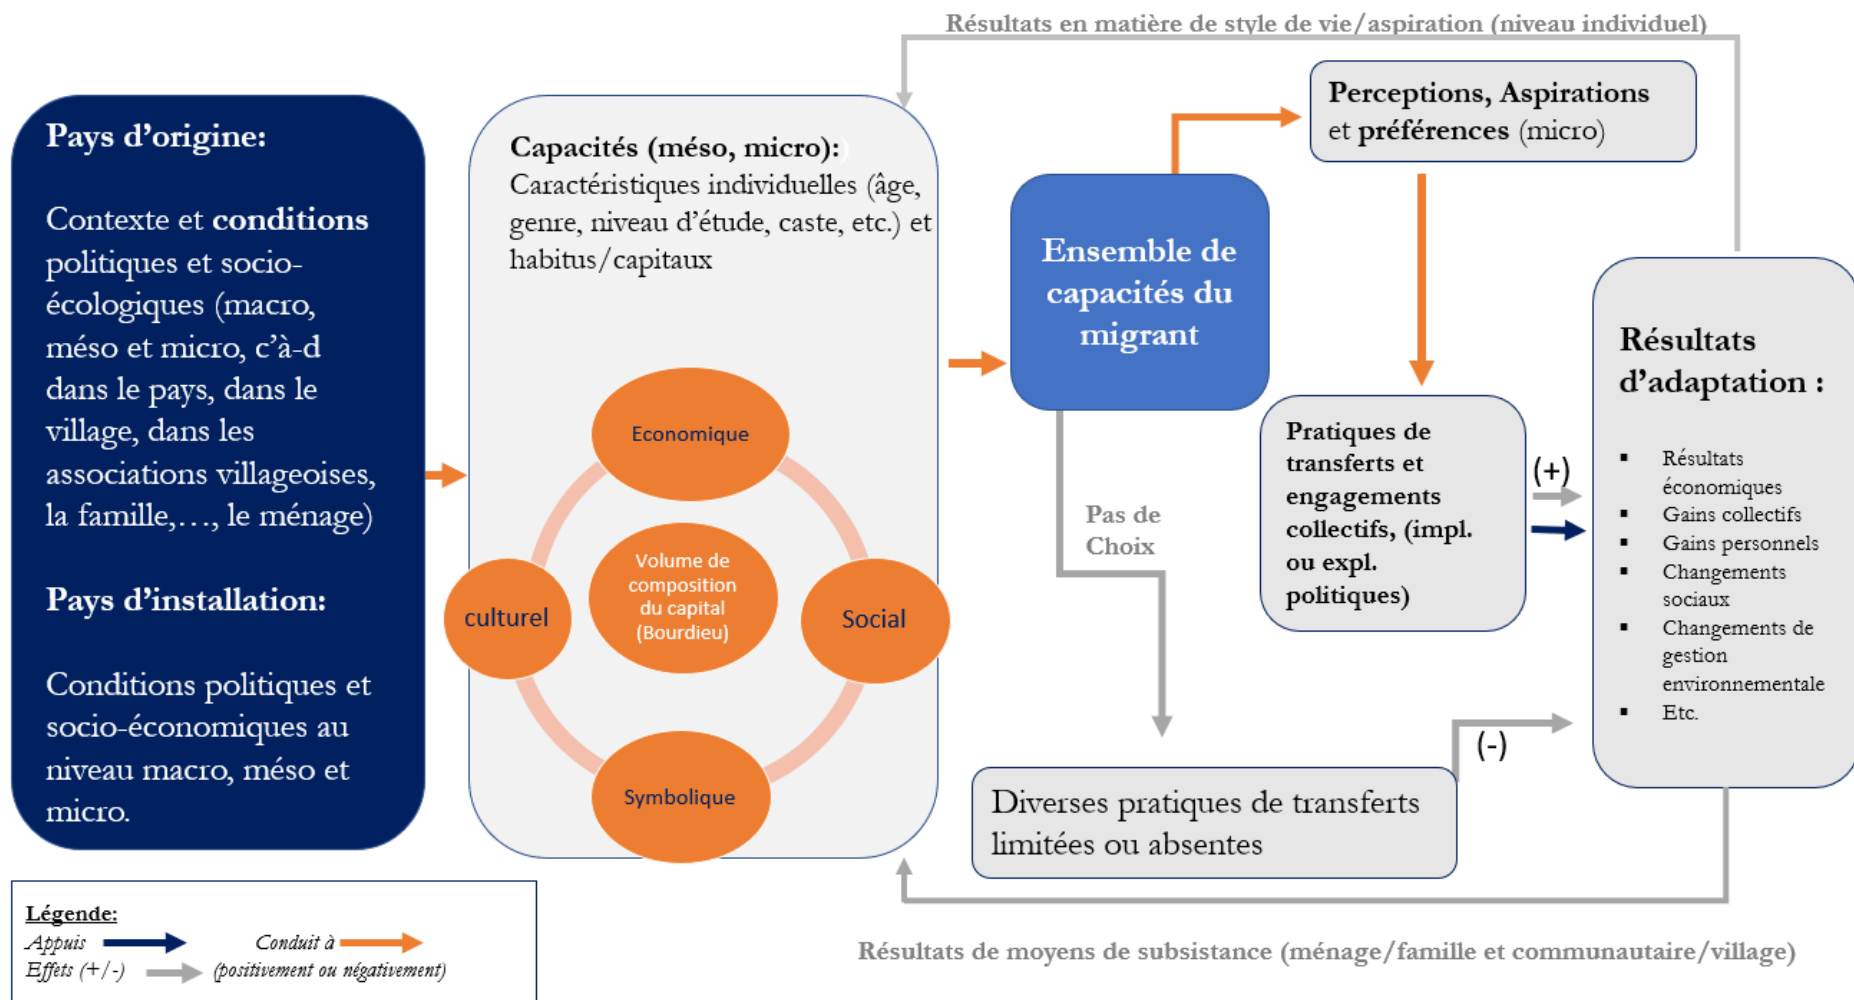 Résultats en matière de style de vie/aspiration (niveau individuel)
Pays d'origine:
Contexte et conditions
politiques et socio-
écologiques (macro,
méso et micro, c'à-d
dans le pays, dans le
village, dans les
associations villageoises,
la famille,…, le ménage)
Pays d'installation:
Conditions politiques et
socio-économiques au
niveau macro, méso et
micro.
Capacités (méso, micro):)
Caractéristiques individuelles (âge,
genre, niveau d'étude, caste, etc.) et
habitus/capitaux
Economique
culturel
Volume de
composition
du capital
(Bourdieu)
Social
Symbolique
Ensemble de
capacités du
migrant
Perceptions, Aspirations
et préférences (micro)
Pas de
Choix
Pratiques de
transferts et
engagements
collectifs, (impl.
ou expl.
politiques)
(+)
Diverses pratiques de transferts
limitées ou absentes
(-)
Résultats
d'adaptation :
▪ Résultats
économiques
▪ Gains collectifs
▪ Gains personnels
▪ Changements
sociaux
▪ Changements de
gestion
environnementale
▪ Etc.
Résultats de moyens de subsistance (ménage/famille et communautaire/village)
Légende:
Appuis Conduit à
Effets (+/-) (positivement ou négativement)